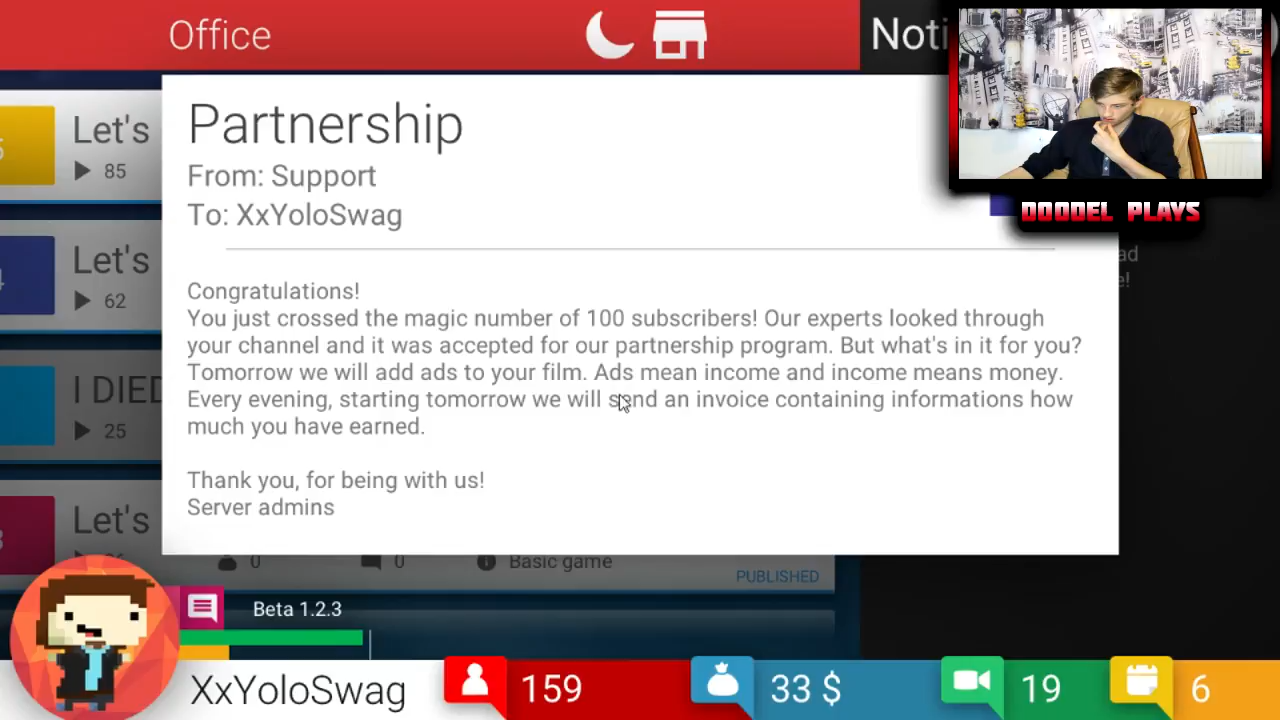 Office
Noti
Let's
85
Let's
62
I DIED
25
Let's
Partnership
From: Support
To: XxYoloSwag
Congratulations!
You just crossed the magic number of 100 subscribers! Our experts looked through
your channel and it was accepted for our partnership program. But what's in it for you?
Tomorrow we will add ads to your film. Ads mean income and income means money.
Every evening, starting tomorrow we will send an invoice containing informations how
much you have earned.
Thank you, for being with us!
Server admins
DOODEL PLAYS
ad
e!
0
0
Basic game
PUBLISHED
Beta 1.2.3
XxYoloSwag
159
33 $
19
6